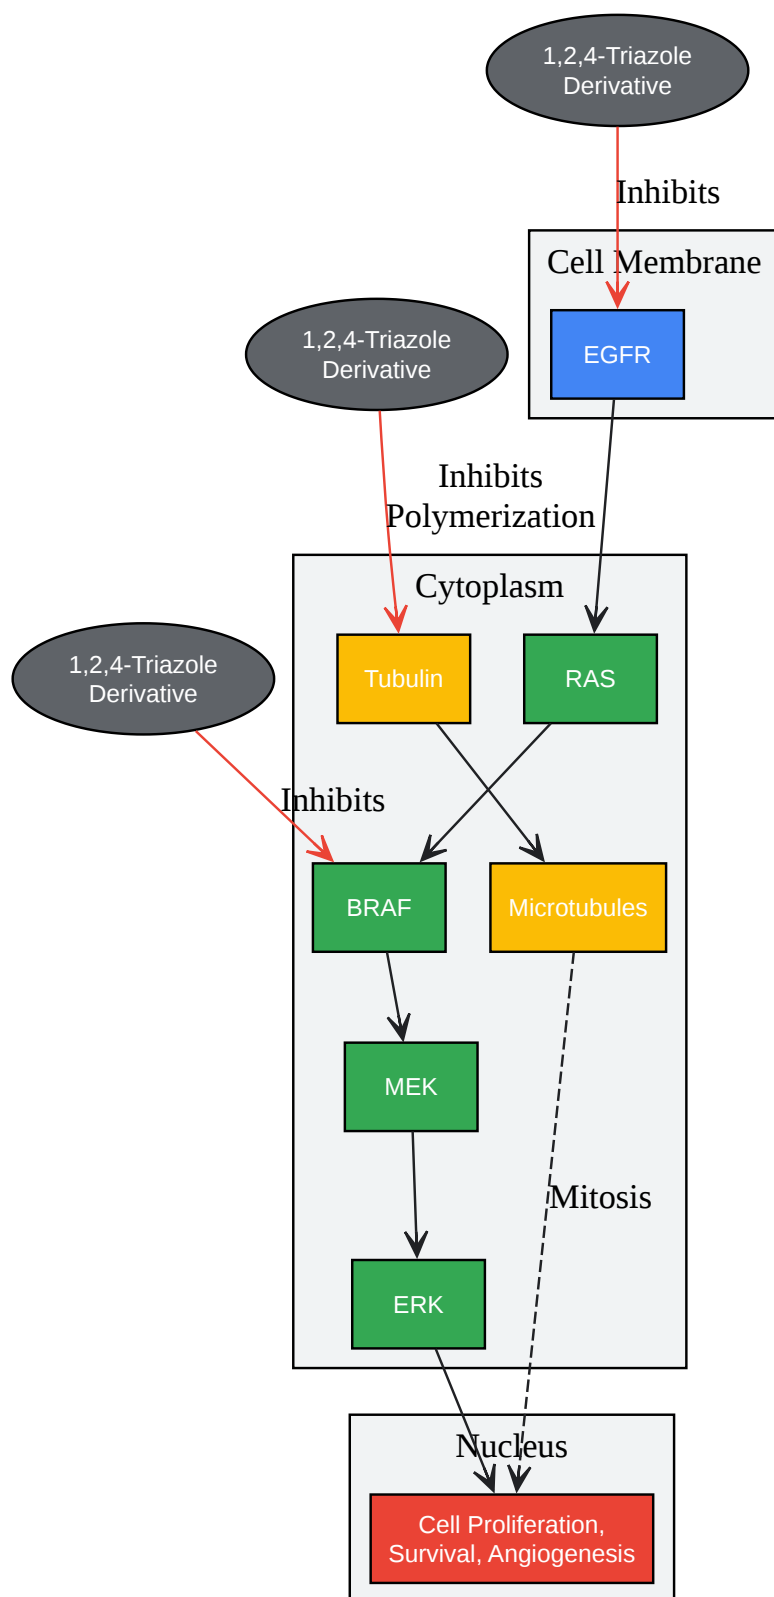 1,2,4-Triazole
Derivative
Inhibits
Cell Membrane
EGFR
1,2,4-Triazole
Derivative
Inhibits
Polymerization
Cytoplasm
Tubulin
RAS
1,2,4-Triazole
Derivative
Inhibits
BRAF
Microtubules
MEK
Mitosis
ERK
Nucleus
Cell Proliferation,
Survival, Angiogenesis